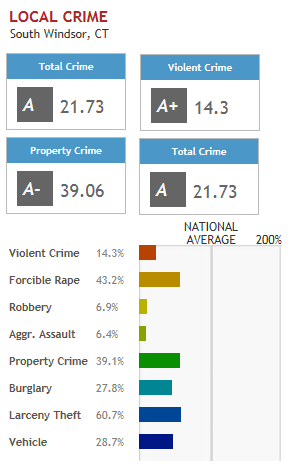 LOCAL CRIME
South Windsor, CT
Total Crime
A 21.73
Violent Crime
A+ 14.3
Property Crime
A- 39.06
Total Crime
A 21.73
NATIONAL
AVERAGE 200%
Violent Crime 14.3%
Forcible Rape 43.2%
Robbery 6.9%
Aggr. Assault 6.4%
Property Crime 39.1%
Burglary 27.8%
Larceny Theft 60.7%
Vehicle 28.7%